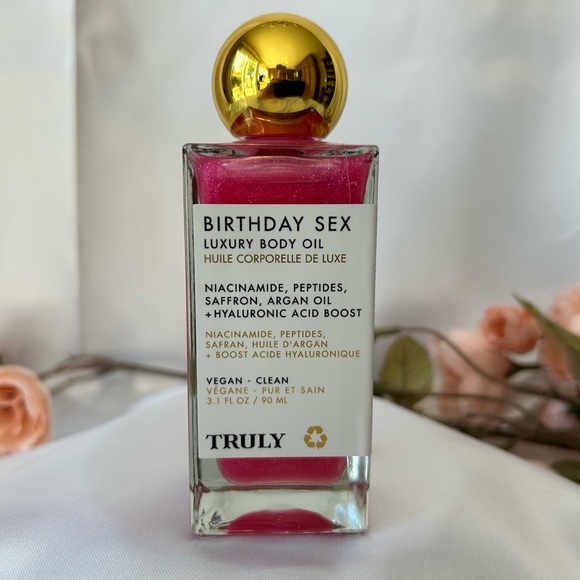 BIRTHDAY SEX
LUXURY BODY OIL
HUILE CORPORELLE DE LUXE
NIACINAMIDE, PEPTIDES,
SAFFRON, ARGAN OIL
+HYALURONIC ACID BOOST
NIACINAMIDE, PEPTIDES,
SAFRAN, HUILE D'ARGAN
+ BOOST ACIDE HYALURONIQUE
VEGAN - CLEAN
VÉGANE - PUR ET SAIN
3.1 FL OZ / 90 ML
TRULY